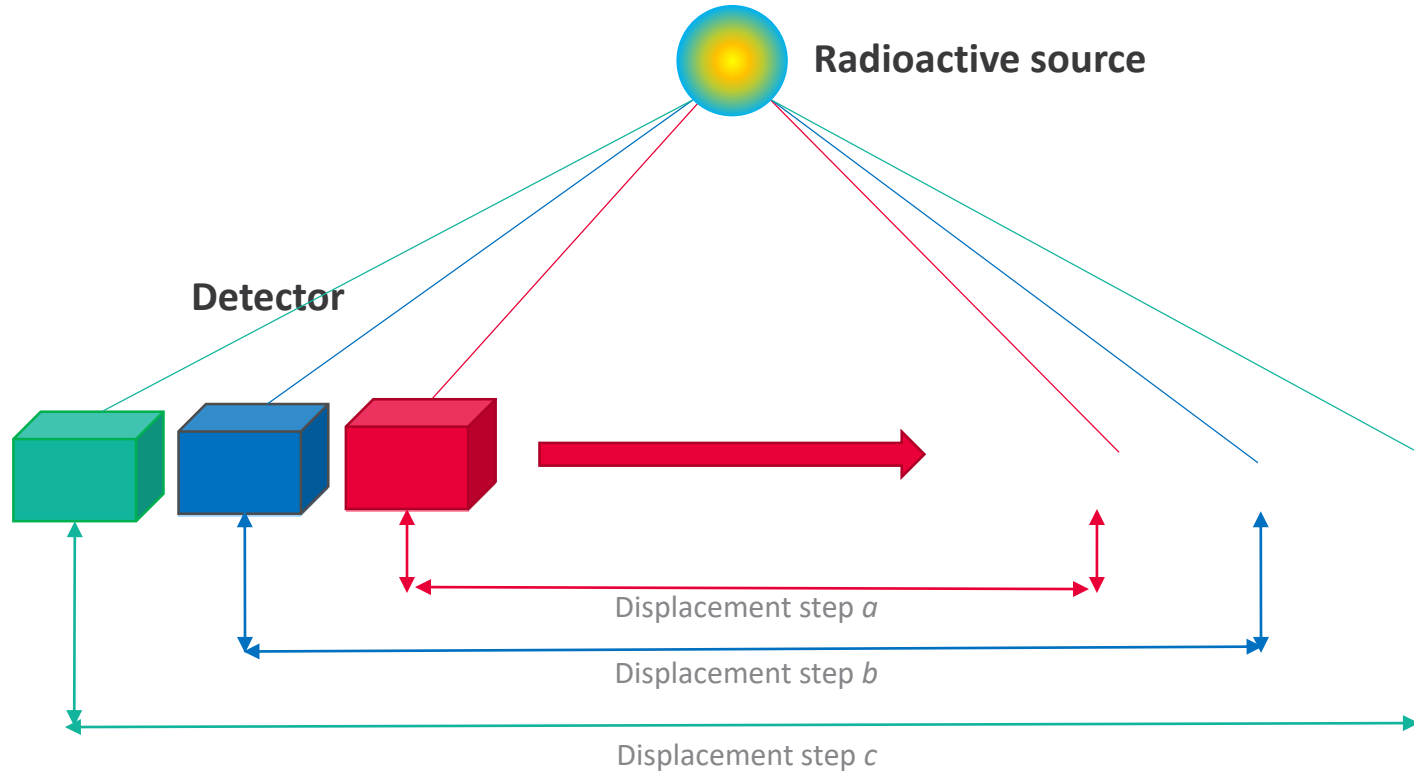 Radioactive source
Detector
Displacement step a
Displacement step b
Displacement step c